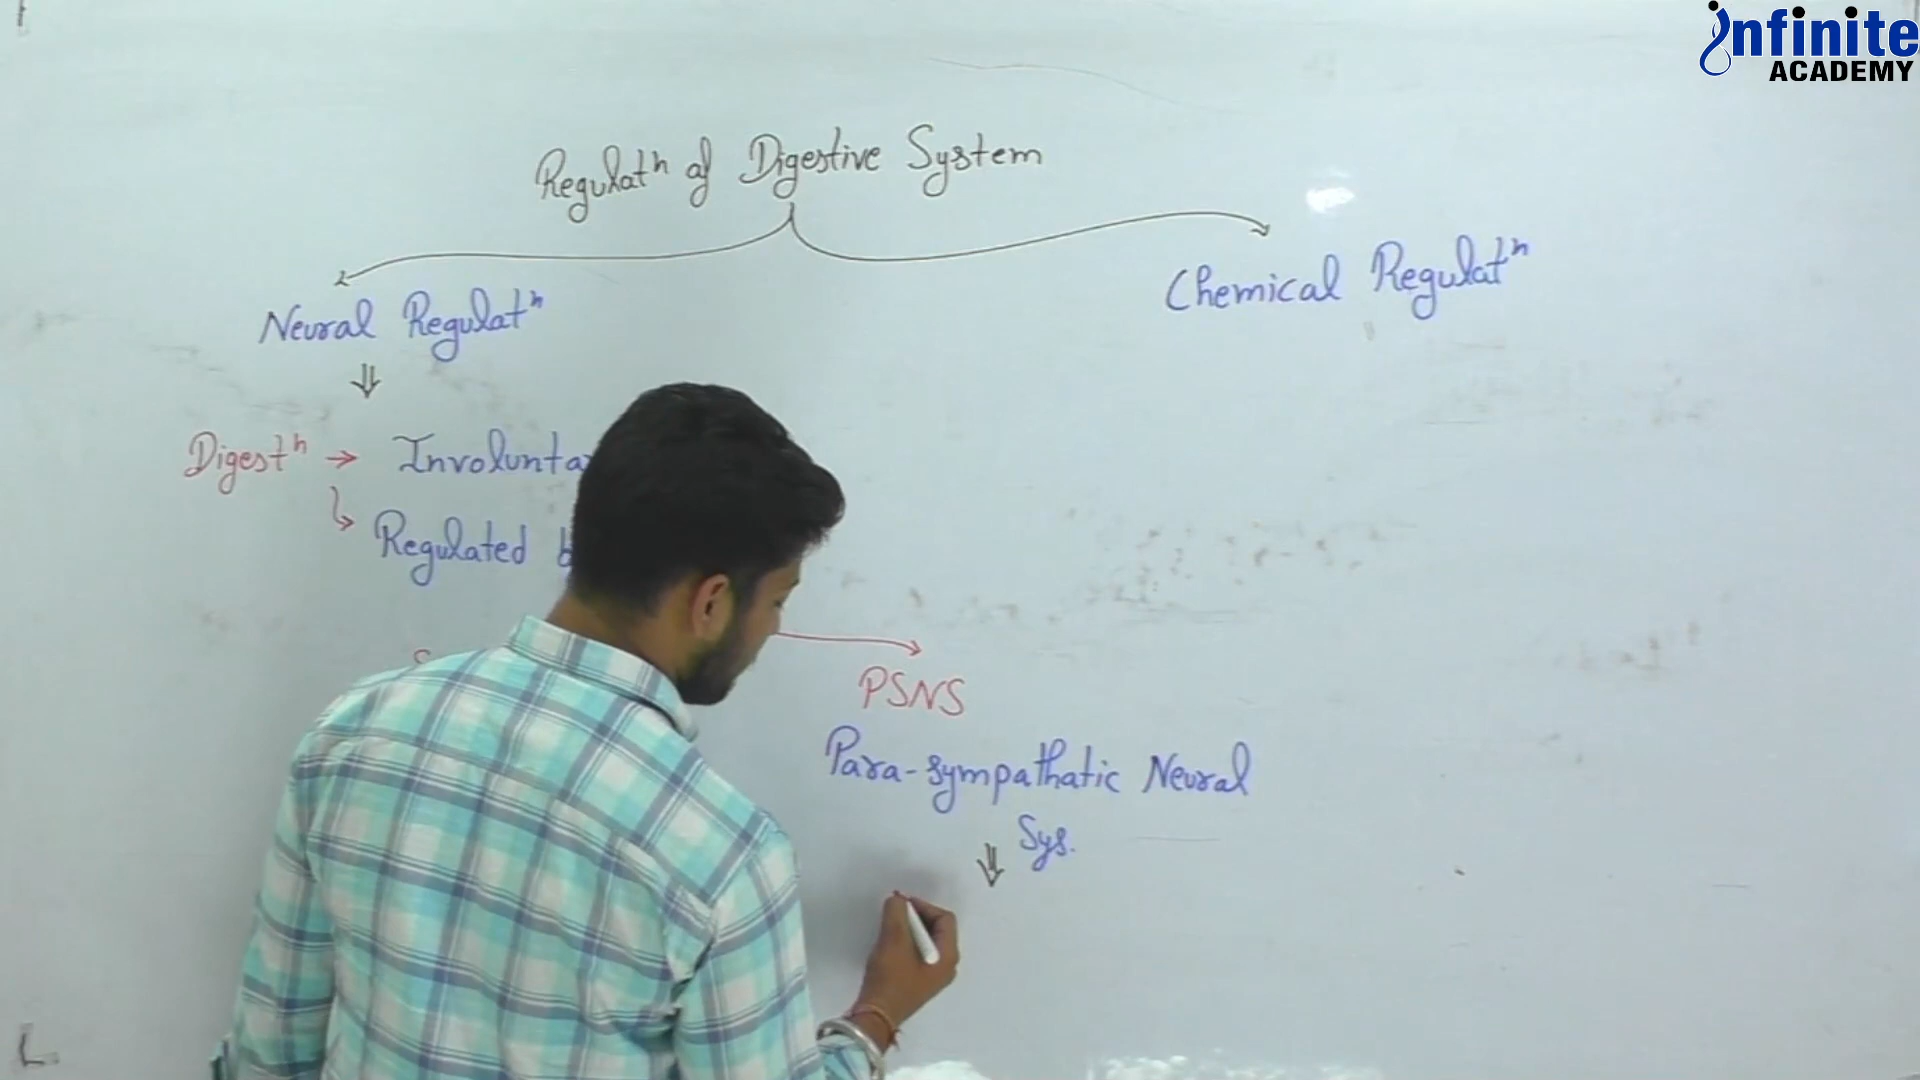 infinite
ACADEMY
Regulatⁿ of Digestive System
Neural Regulatⁿ
Chemical Regulatⁿ
Digestⁿ → Involunta
Regulated b
S
PSNS
Para-sympathatic Neural
Sys.